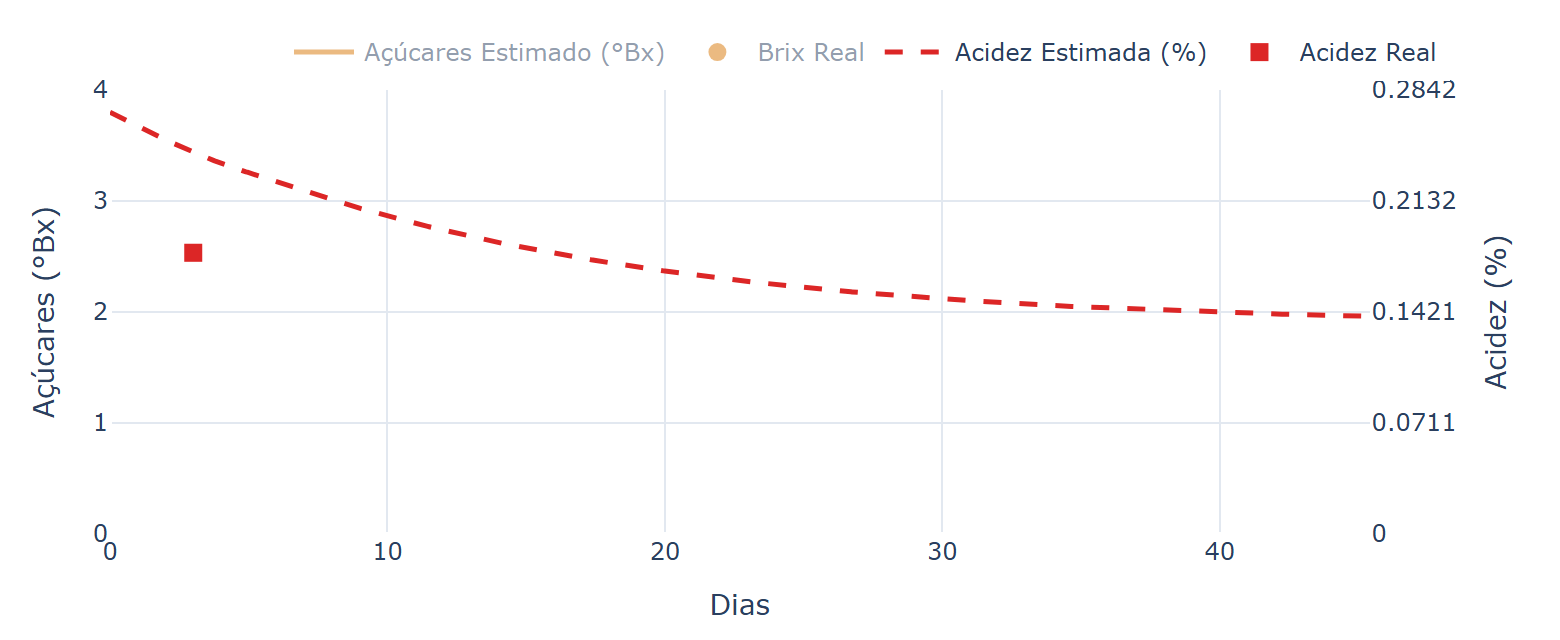 Açúcares Estimado (°Bx) Brix Real Acidez Estimada (%) Acidez Real
4 0.2842
3 0.2132
2 0.1421
1 0.0711
0 0
0 10 20 30 40
Dias
Açúcares (°Bx)
Acidez (%)